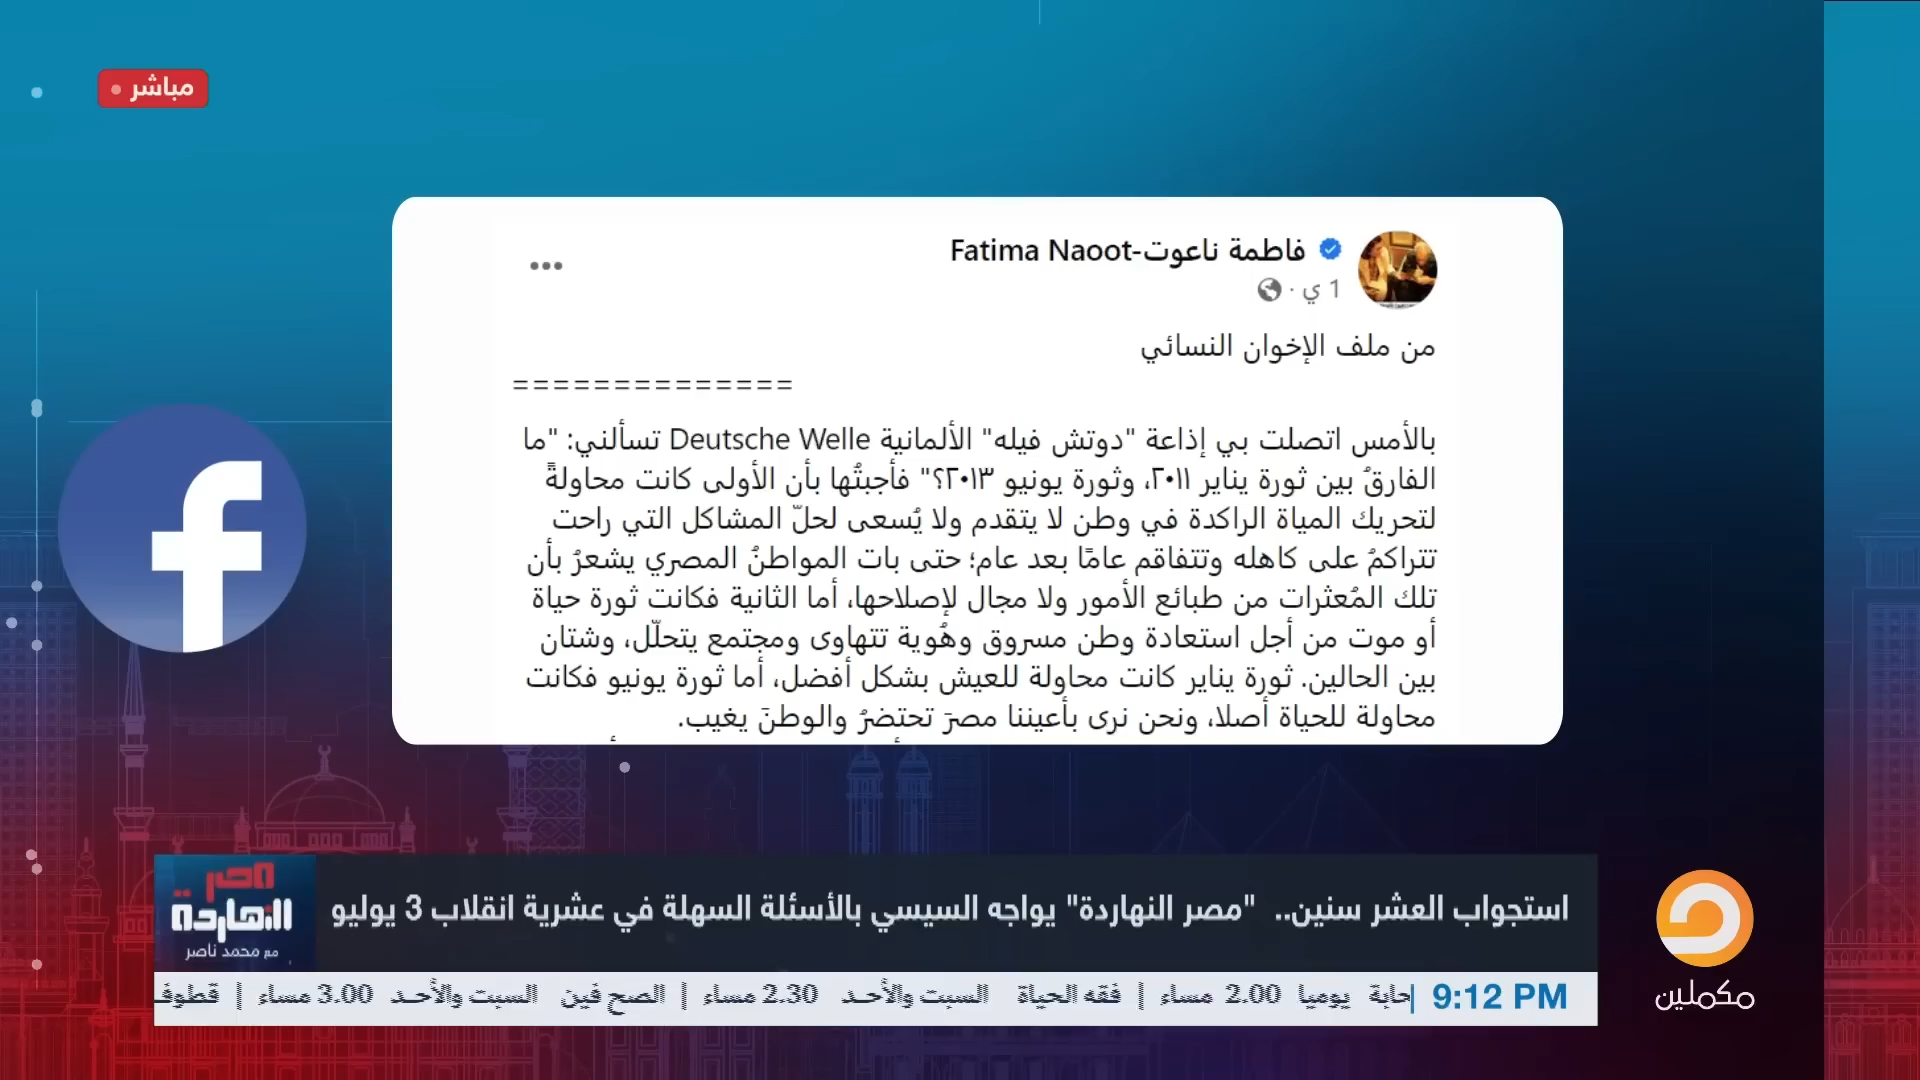 مباشر
فاطمة ناعوت-Fatima Naoot
1 ي
من ملف الإخوان النسائي
==============
بالأمس اتصلت بي إذاعة "دوتش فيله" الألمانية Deutsche Welle تسألني: "ما
الفارقُ بين ثورة يناير ٢٠١١، وثورة يونيو ٢٠١٣؟" فأجبتُها بأن الأولى كانت محاولةً
لتحريك المياة الراكدة في وطن لا يتقدم ولا يُسعى لحلّ المشاكل التي راحت
تتراكمُ على كاهله وتتفاقم عامًا بعد عام؛ حتى بات المواطنُ المصري يشعرُ بأن
تلك المُعثرات من طبائع الأمور ولا مجال لإصلاحها، أما الثانية فكانت ثورة حياة
أو موت من أجل استعادة وطن مسروق وهُوية تتهاوى ومجتمع يتحلّل، وشتان
بين الحالين. ثورة يناير كانت محاولة للعيش بشكل أفضل، أما ثورة يونيو فكانت
محاولة للحياة أصلا، ونحن نرى بأعيننا مصرَ تحتضرُ والوطنَ يغيب.
مصر
النهاردة
مع محمد ناصر
استجواب العشر سنين.. "مصر النهاردة" يواجه السيسي بالأسئلة السهلة في عشرية انقلاب 3 يوليو
9:12 PM
حابة يوميا 2.00 مساء | فقه الحياة السبت والأحد 2.30 مساء | الصح فين السبت والأحد 3.00 مساء | قطوف
مكملين